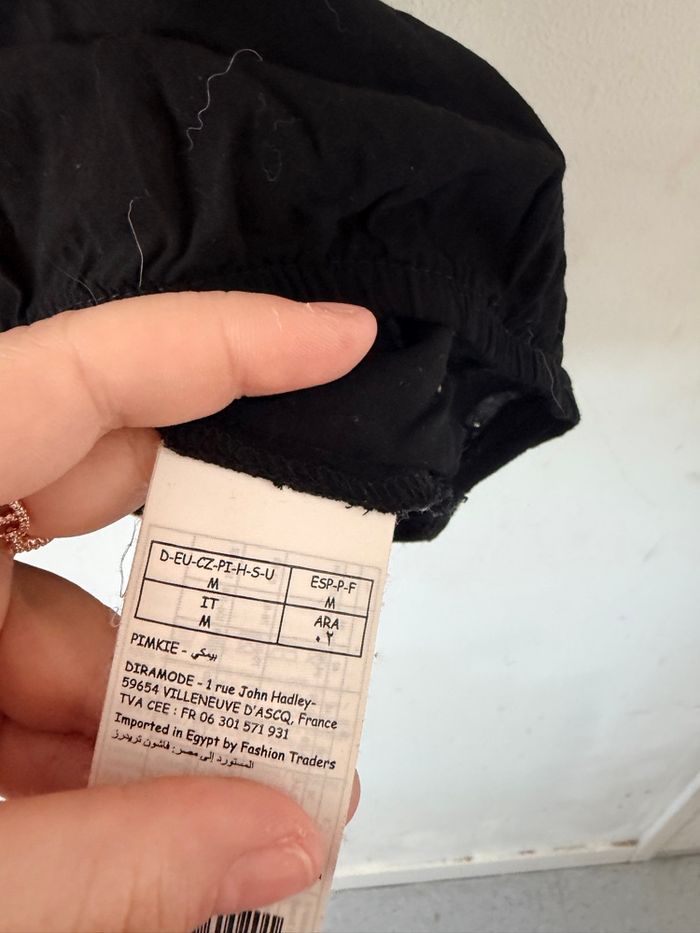 D-EU-CZ-PI-H-S-U
M
ESP-P-F
M
IT
M
ARA
٠٢
PIMKIE - بيمكي
DIRAMODE - 1 rue John Hadley-
59654 VILLENEUVE D'ASCQ, France
TVA CEE : FR 06 301 571 931
Imported in Egypt by Fashion Traders
المستورد إلى مصر: فاشون تريدرز